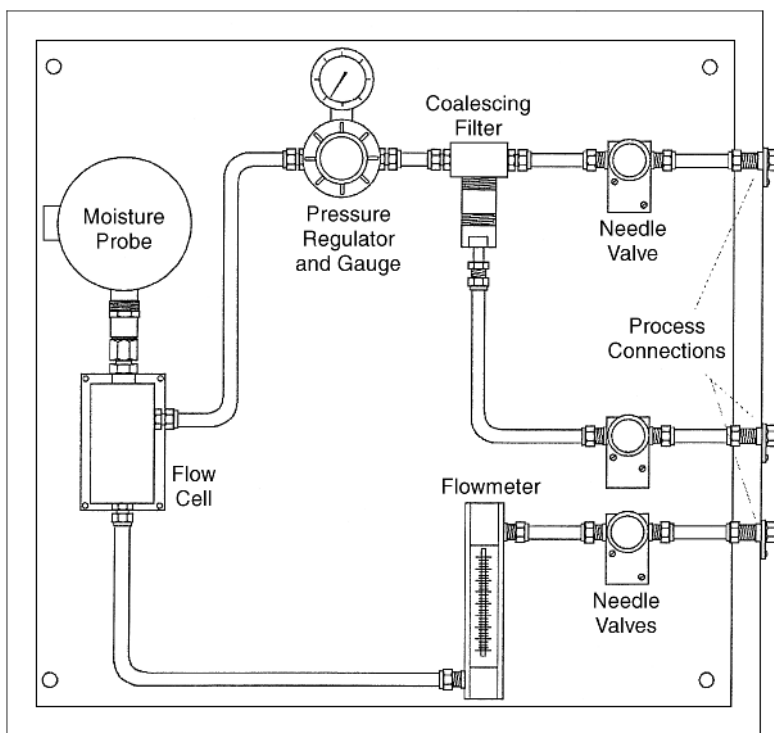 Coalescing
Filter
Moisture
Probe
Pressure
Regulator
and Gauge
Needle
Valve
Process
Connections
Flow
Cell
Flowmeter
Needle
Valves